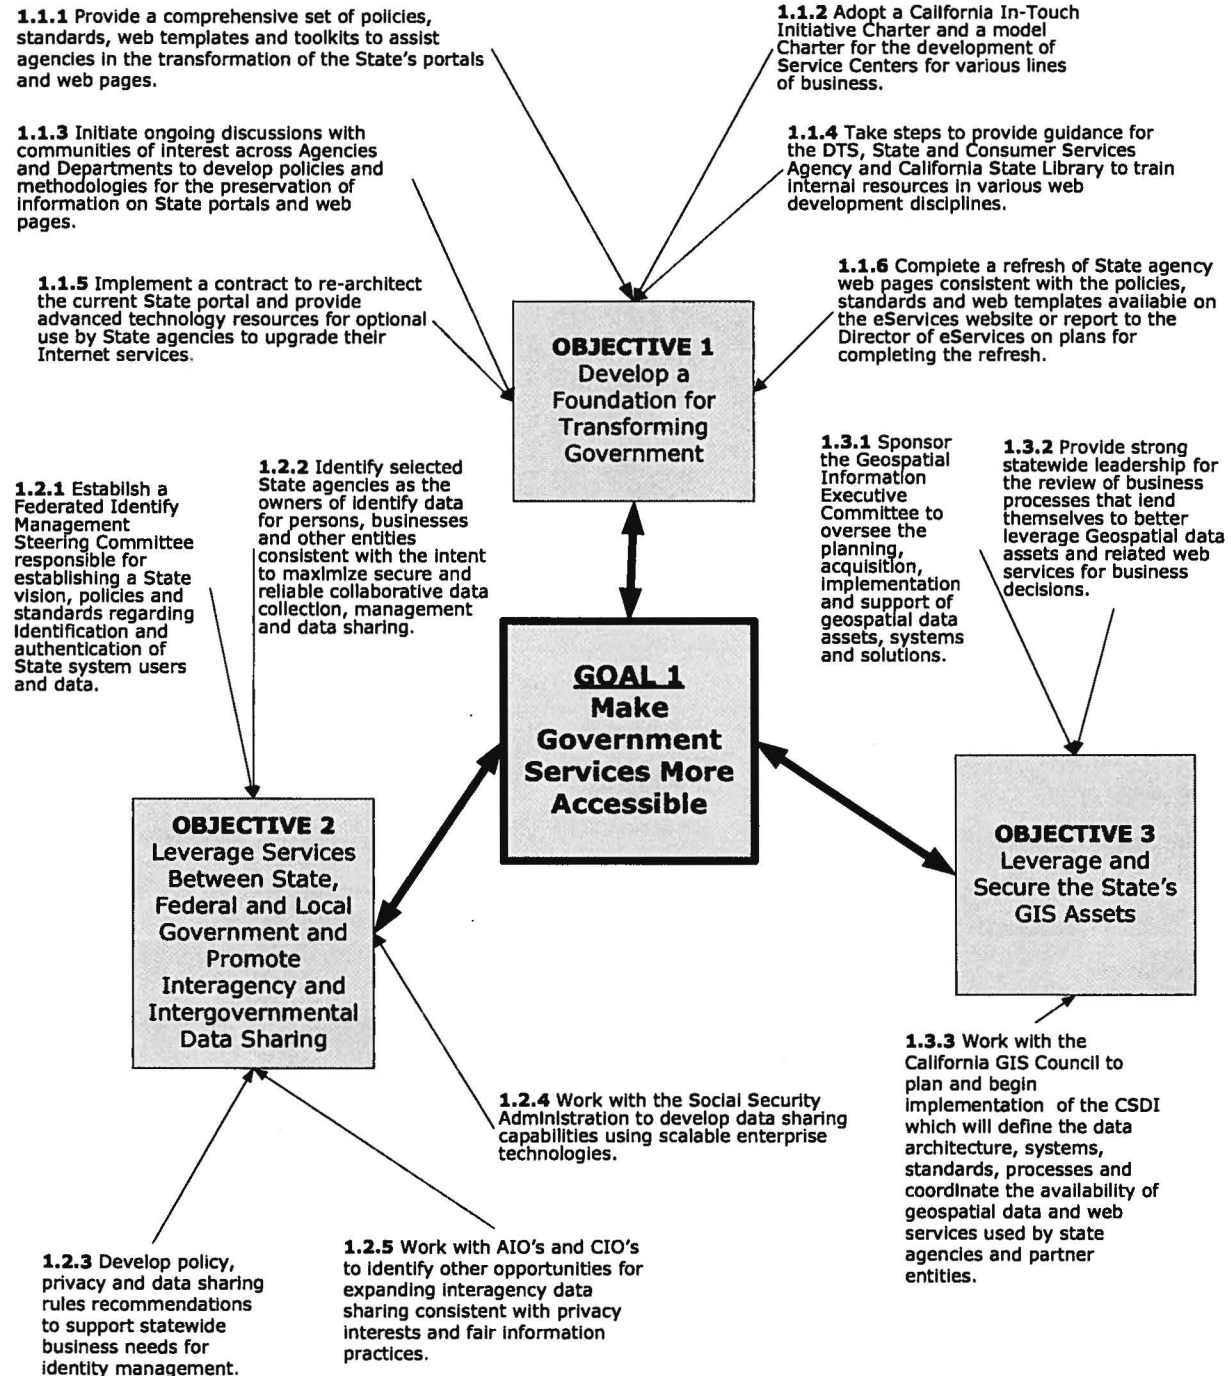 1.1.1 Provide a comprehensive set of policies,
standards, web templates and toolkits to assist
agencies in the transformation of the State's portals
and web pages.
1.1.2 Adopt a California In-Touch
Initiative Charter and a model
Charter for the development of
Service Centers for various lines
of business.
1.1.3 Initiate ongoing discussions with
communities of interest across Agencies
and Departments to develop policies and
methodologies for the preservation of
information on State portals and web
pages.
1.1.4 Take steps to provide guidance for
the DTS, State and Consumer Services
Agency and California State Library to train
internal resources in various web
development disciplines.
1.1.5 Implement a contract to re-architect
the current State portal and provide
advanced technology resources for optional
use by State agencies to upgrade their
Internet services.
1.1.6 Complete a refresh of State agency
web pages consistent with the policies,
standards and web templates available on
the eServices website or report to the
Director of eServices on plans for
completing the refresh.
OBJECTIVE 1
Develop a
Foundation for
Transforming
Government
1.2.1 Establish a
Federated Identify
Management
Steering Committee
responsible for
establishing a State
vision, policies and
standards regarding
identification and
authentication of
State system users
and data.
1.2.2 Identify selected
State agencies as the
owners of identify data
for persons, businesses
and other entities
consistent with the intent
to maximize secure and
reliable collaborative data
collection, management
and data sharing.
1.3.1 Sponsor
the Geospatial
Information
Executive
Committee to
oversee the
planning,
acquisition,
implementation
and support of
geospatial data
assets, systems
and solutions.
1.3.2 Provide strong
statewide leadership for
the review of business
processes that lend
themselves to better
leverage Geospatial data
assets and related web
services for business
decisions.
GOAL 1
Make
Government
Services More
Accessible
OBJECTIVE 2
Leverage Services
Between State,
Federal and Local
Government and
Promote
Interagency and
Intergovernmental
Data Sharing
OBJECTIVE 3
Leverage and
Secure the State's
GIS Assets
1.2.4 Work with the Social Security
Administration to develop data sharing
capabilities using scalable enterprise
technologies.
1.3.3 Work with the
California GIS Council to
plan and begin
implementation of the CSDI
which will define the data
architecture, systems,
standards, processes and
coordinate the availability of
geospatial data and web
services used by state
agencies and partner
entities.
1.2.3 Develop policy,
privacy and data sharing
rules recommendations
to support statewide
business needs for
identity management.
1.2.5 Work with AIO's and CIO's
to identify other opportunities for
expanding interagency data
sharing consistent with privacy
interests and fair information
practices.